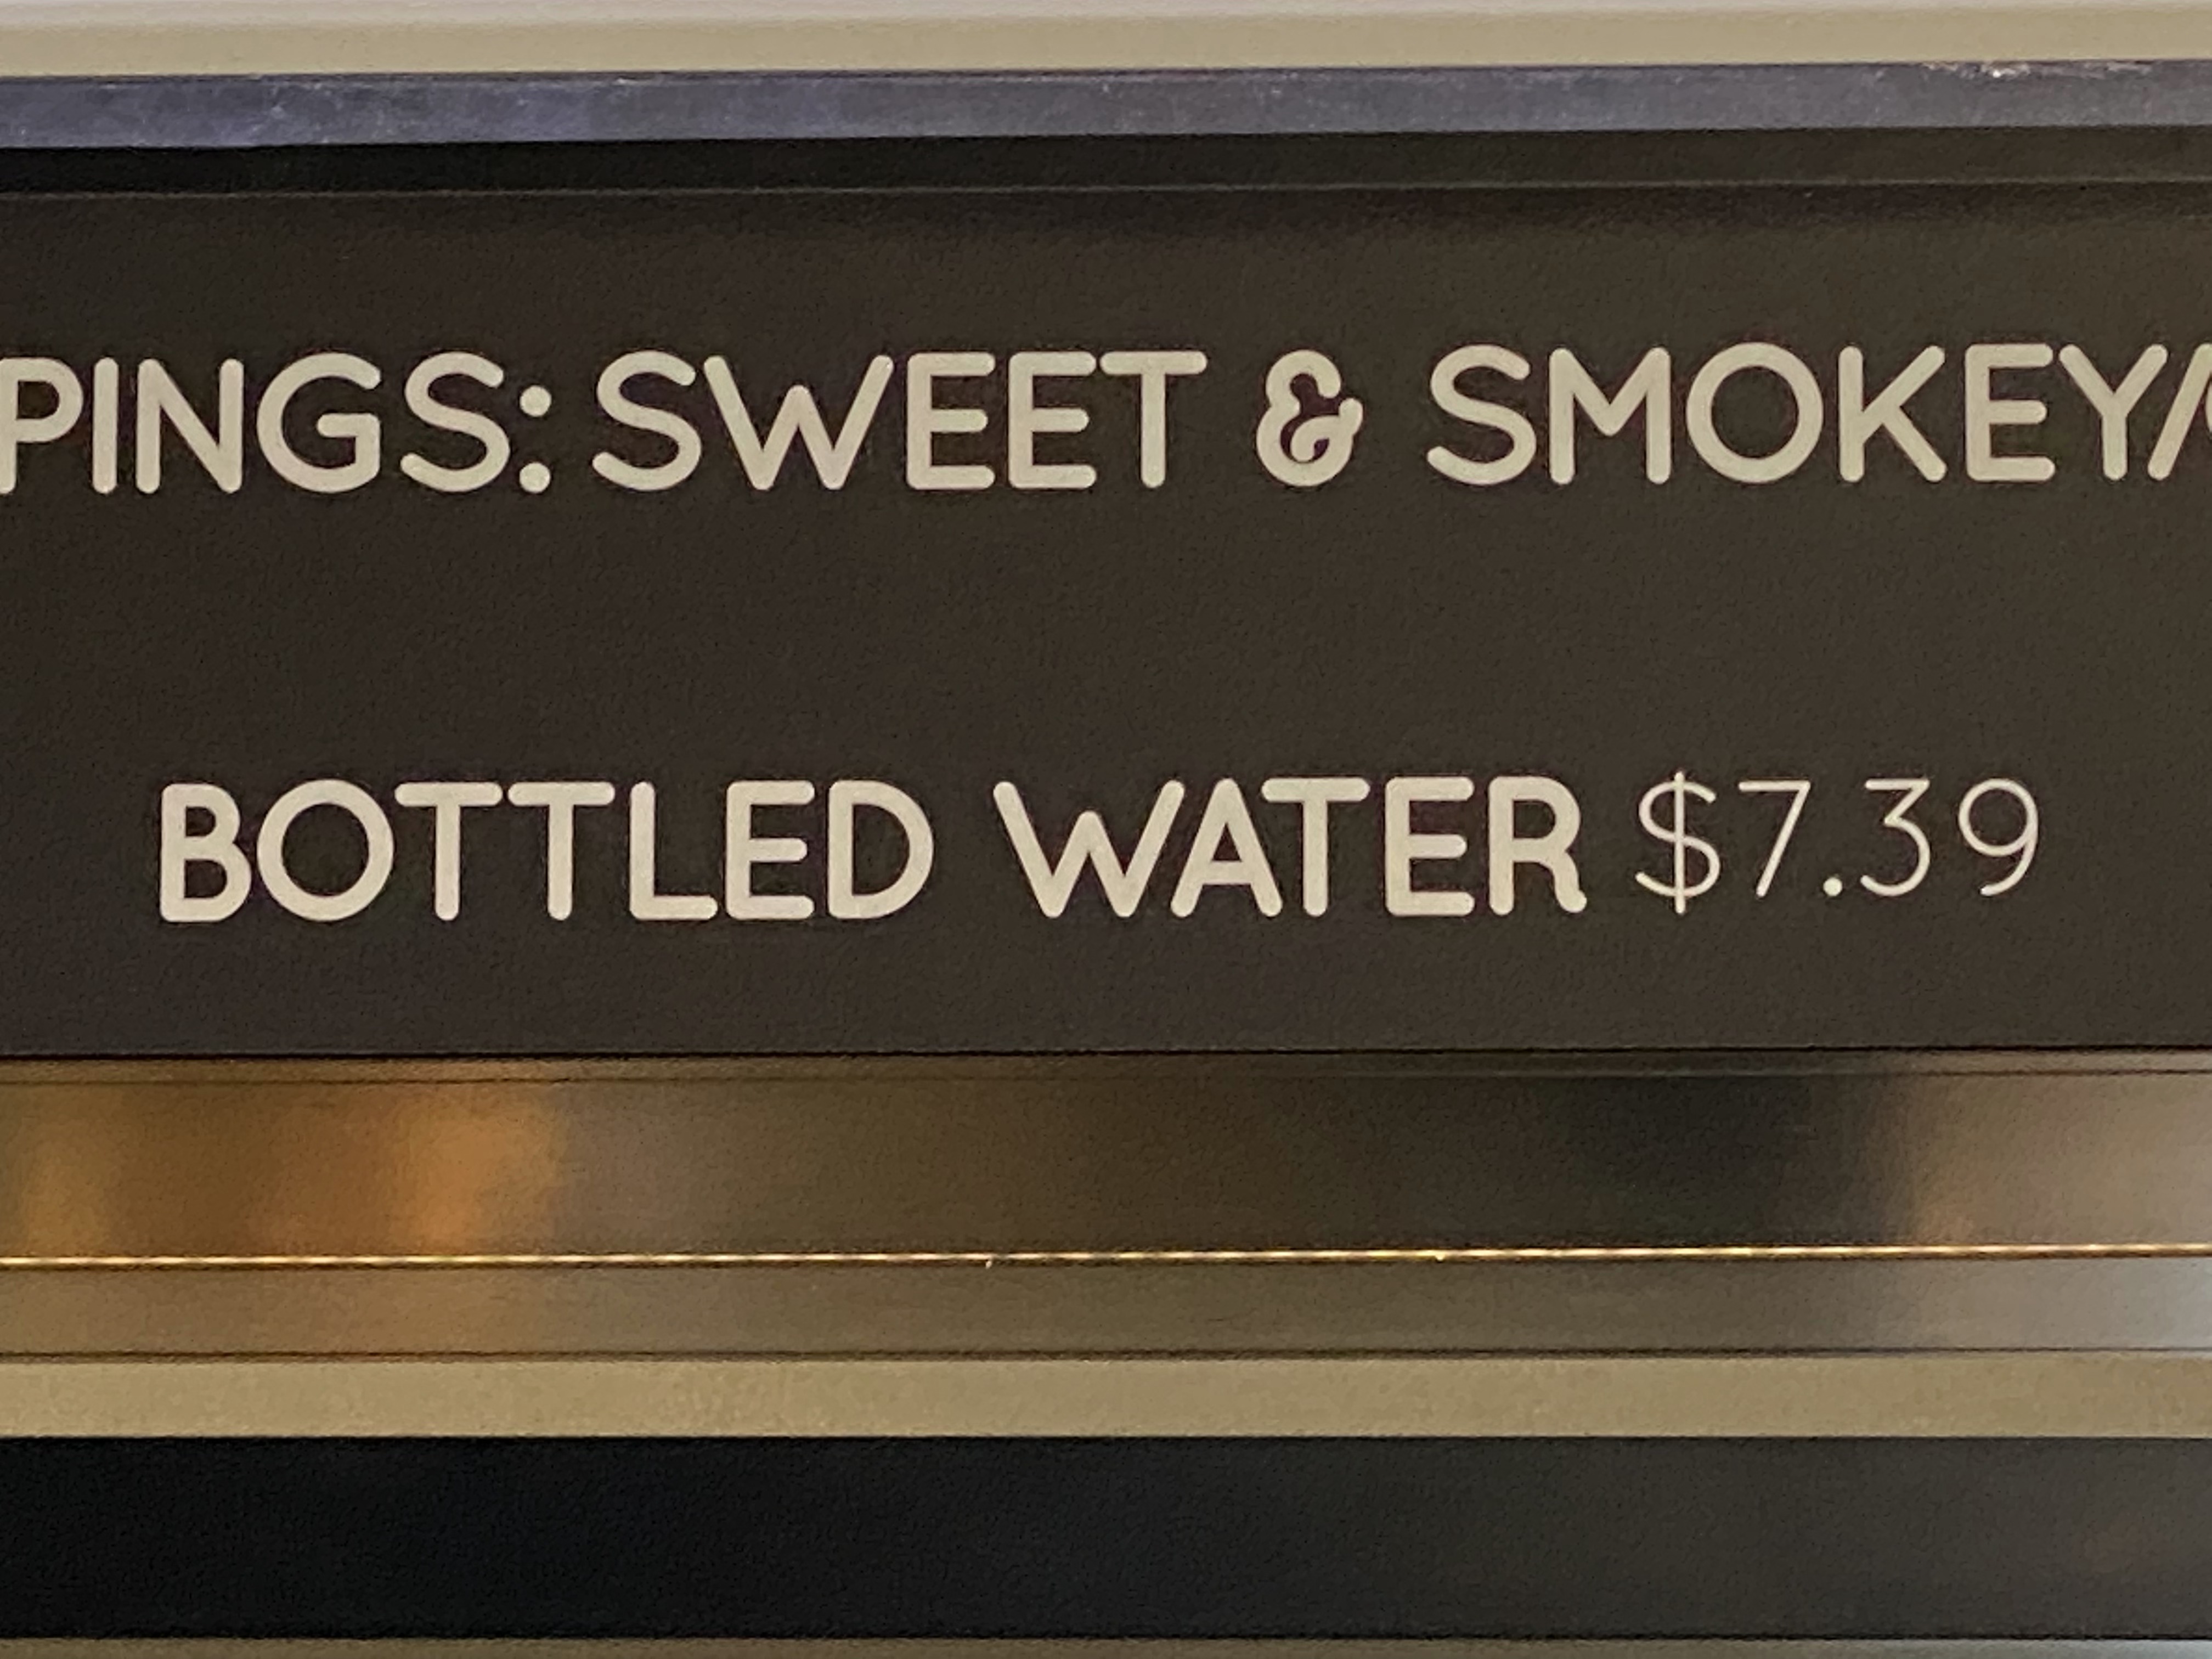 PINGS: SWEET & SMOKEY/
BOTTLED WATER $7.39